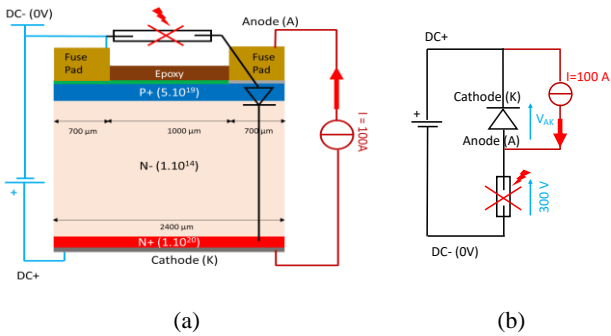 DC- (0V)
Anode (A)
Fuse
Pad
Epoxy
Fuse
Pad
P+ (5.10¹⁹)
700 µm
1000 µm
700 µm
N- (1.10¹⁴)
I = 100A
+
2400 µm
N+ (1.10²⁰)
DC+
Cathode (K)
(a)
DC+
I=100 A
Cathode (K)
+
V_AK
Anode (A)
300 V
DC- (0V)
(b)